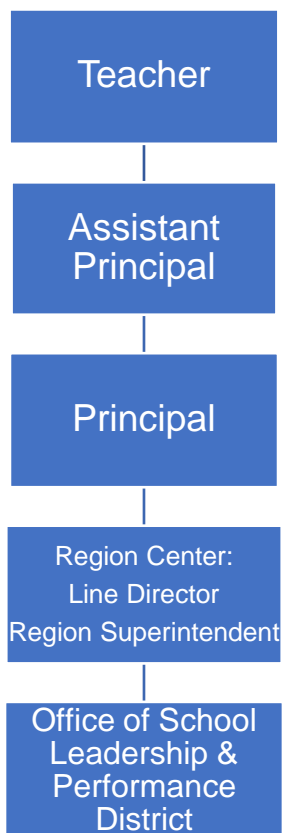 Teacher
Assistant
Principal
Principal
Region Center:
Line Director
Region Superintendent
Office of School
Leadership &
Performance
District